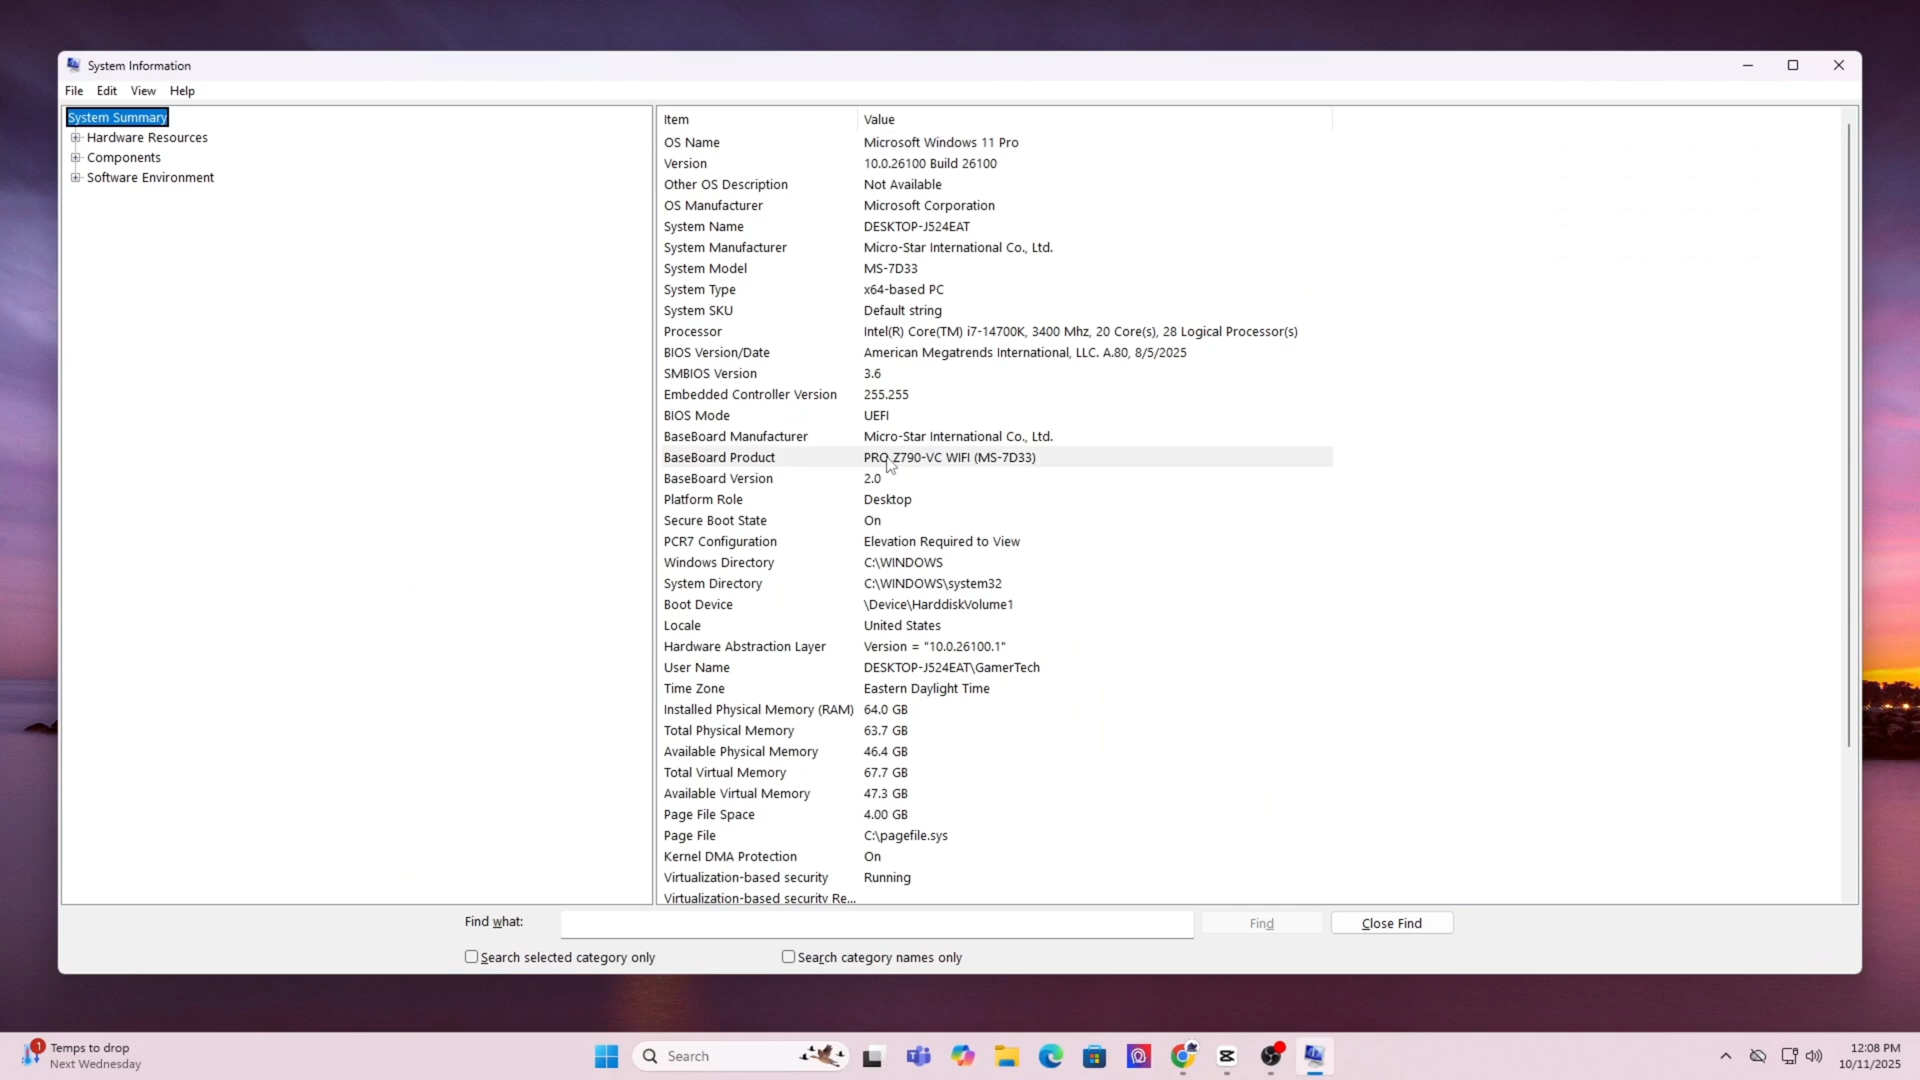 System Information
File Edit View Help
System Summary
Hardware Resources
Components
Software Environment
Item Value
OS Name Microsoft Windows 11 Pro
Version 10.0.26100 Build 26100
Other OS Description Not Available
OS Manufacturer Microsoft Corporation
System Name DESKTOP-J524EAT
System Manufacturer Micro-Star International Co., Ltd.
System Model MS-7D33
System Type x64-based PC
System SKU Default string
Processor Intel(R) Core(TM) i7-14700K, 3400 Mhz, 20 Core(s), 28 Logical Processor(s)
BIOS Version/Date American Megatrends International, LLC. A.80, 8/5/2025
SMBIOS Version 3.6
Embedded Controller Version 255.255
BIOS Mode UEFI
BaseBoard Manufacturer Micro-Star International Co., Ltd.
BaseBoard Product PRO Z790-VC WIFI (MS-7D33)
BaseBoard Version 2.0
Platform Role Desktop
Secure Boot State On
PCR7 Configuration Elevation Required to View
Windows Directory C:\WINDOWS
System Directory C:\WINDOWS\system32
Boot Device \Device\HarddiskVolume1
Locale United States
Hardware Abstraction Layer Version = "10.0.26100.1"
User Name DESKTOP-J524EAT\GamerTech
Time Zone Eastern Daylight Time
Installed Physical Memory (RAM) 64.0 GB
Total Physical Memory 63.7 GB
Available Physical Memory 46.4 GB
Total Virtual Memory 67.7 GB
Available Virtual Memory 47.3 GB
Page File Space 4.00 GB
Page File C:\pagefile.sys
Kernel DMA Protection On
Virtualization-based security Running
Virtualization-based security Re...
Find what: Find Close Find
Search selected category only Search category names only
1 Temps to drop
Next Wednesday
Search
12:08 PM
10/11/2025